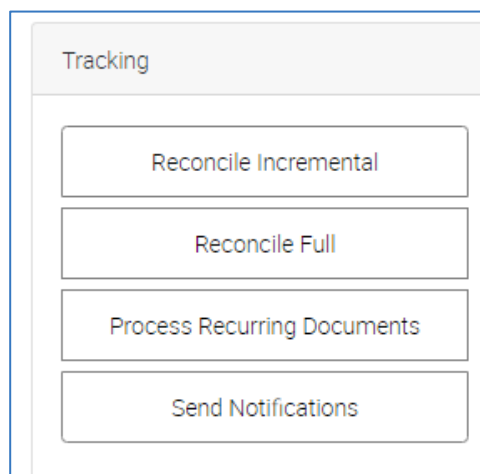 Tracking
Reconcile Incremental
Reconcile Full
Process Recurring Documents
Send Notifications